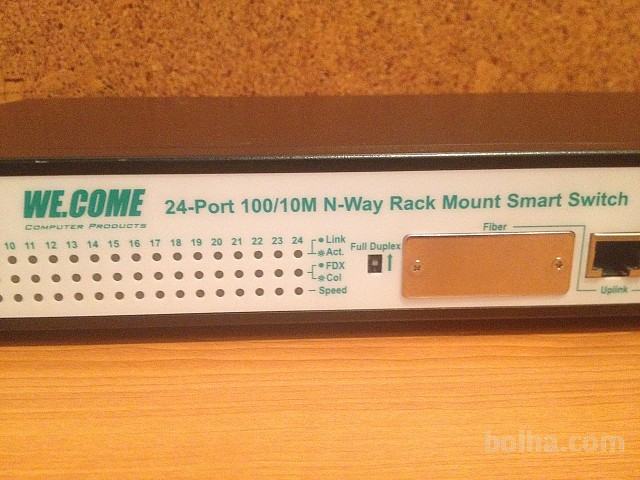 WE.COME
COMPUTER PRODUCTS
24-Port 100/10M N-Way Rack Mount Smart Switch
10 11 12 13 14 15 16 17 18 19 20 21 22 23 24
Link
Act.
FDX
Col
Speed
Full Duplex
Fiber
Uplink
bolha.com